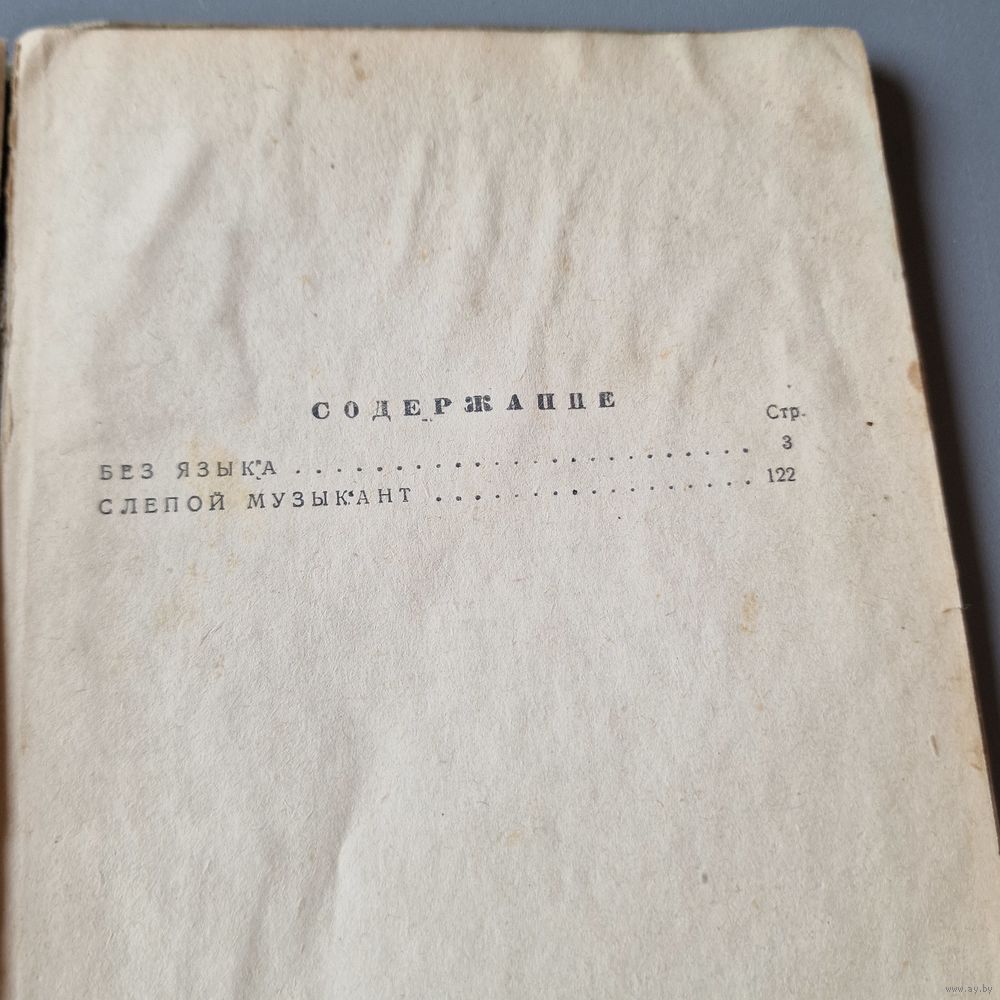 СОДЕРЖАНИЕ
Стр.
БЕЗ ЯЗЫКА . . . . . . . . . . . . . . . . . . . . . . . . 3
СЛЕПОЙ МУЗЫКАНТ . . . . . . . . . . . . . . . . 122
www.ay.by